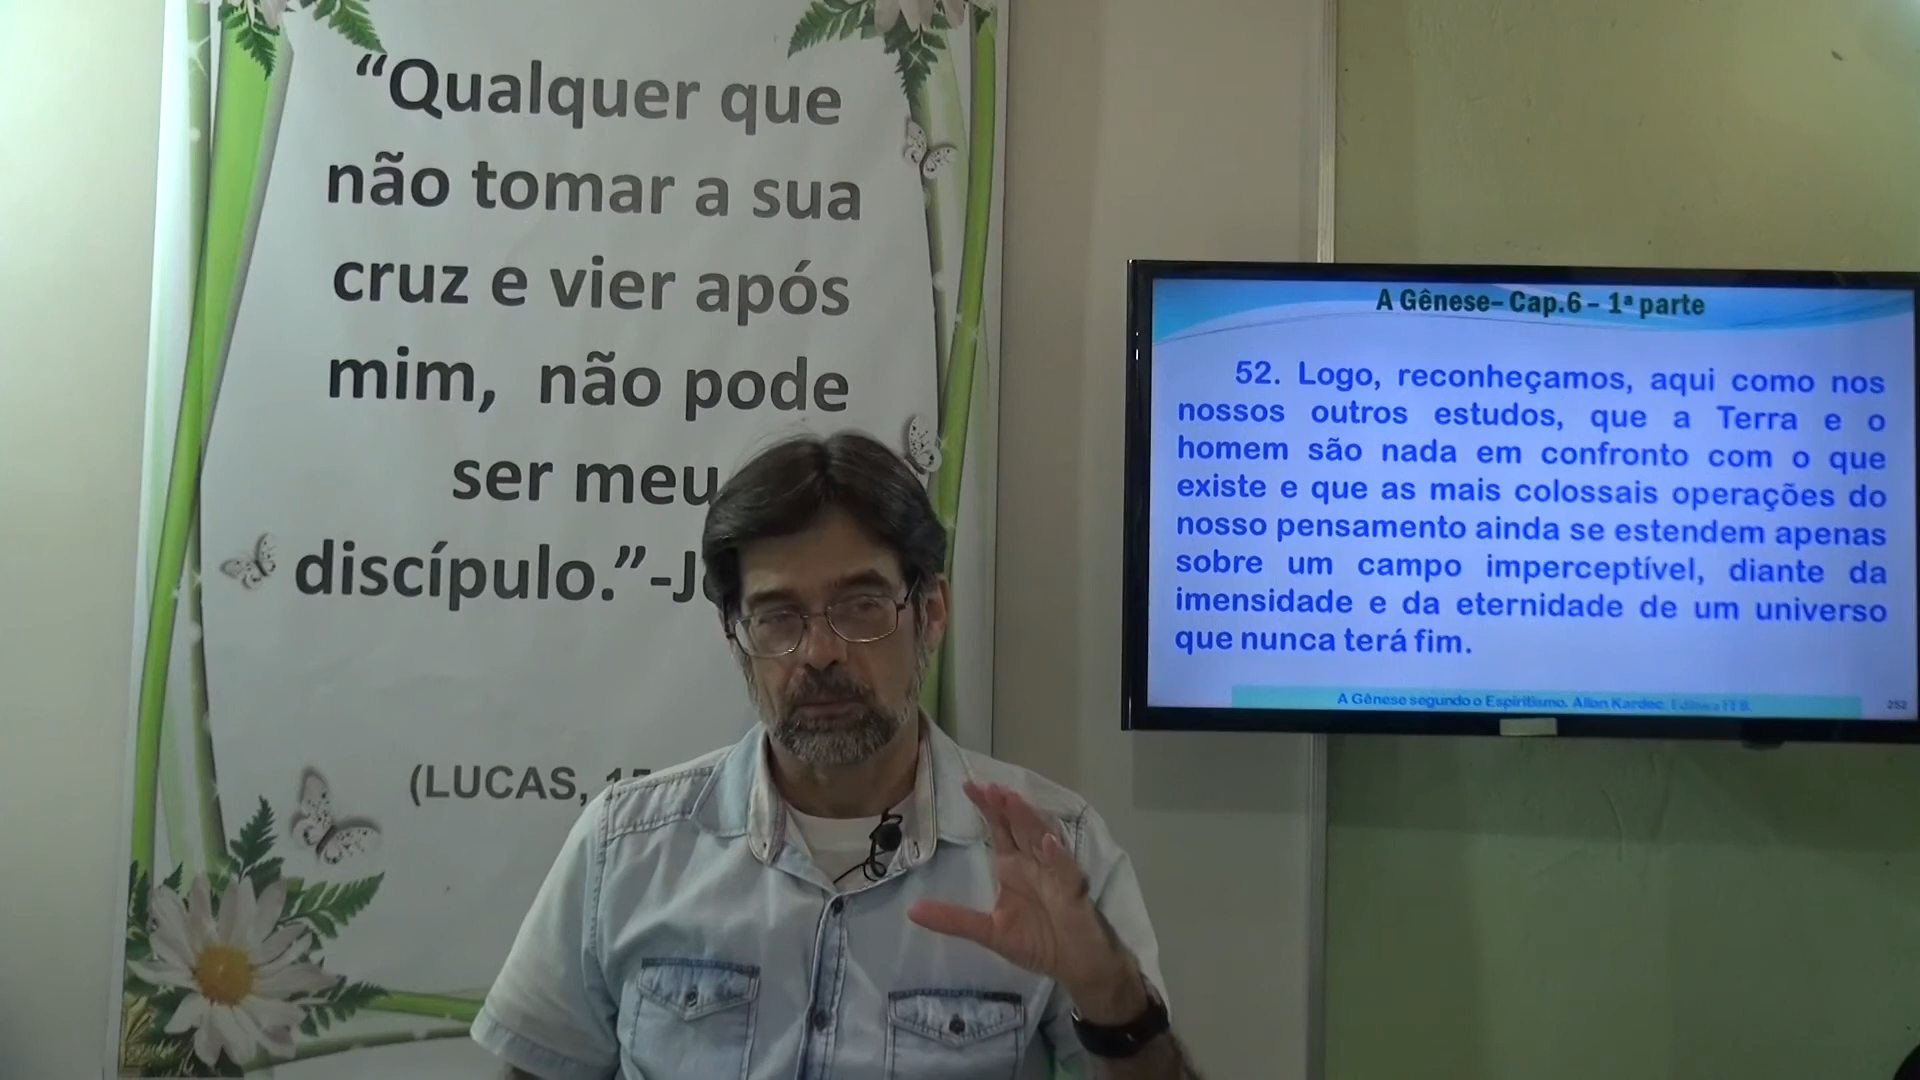 “Qualquer que
não tomar a sua
cruz e vier após
mim, não pode
ser meu
discípulo.”-J
(LUCAS,
A Gênese– Cap.6 – 1ª parte
52. Logo, reconheçamos, aqui como nos
nossos outros estudos, que a Terra e o
homem são nada em confronto com o que
existe e que as mais colossais operações do
nosso pensamento ainda se estendem apenas
sobre um campo imperceptível, diante da
imensidade e da eternidade de um universo
que nunca terá fim.
A Gênese segundo o Espiritismo. Allan Kardec. Editora FEB.
252